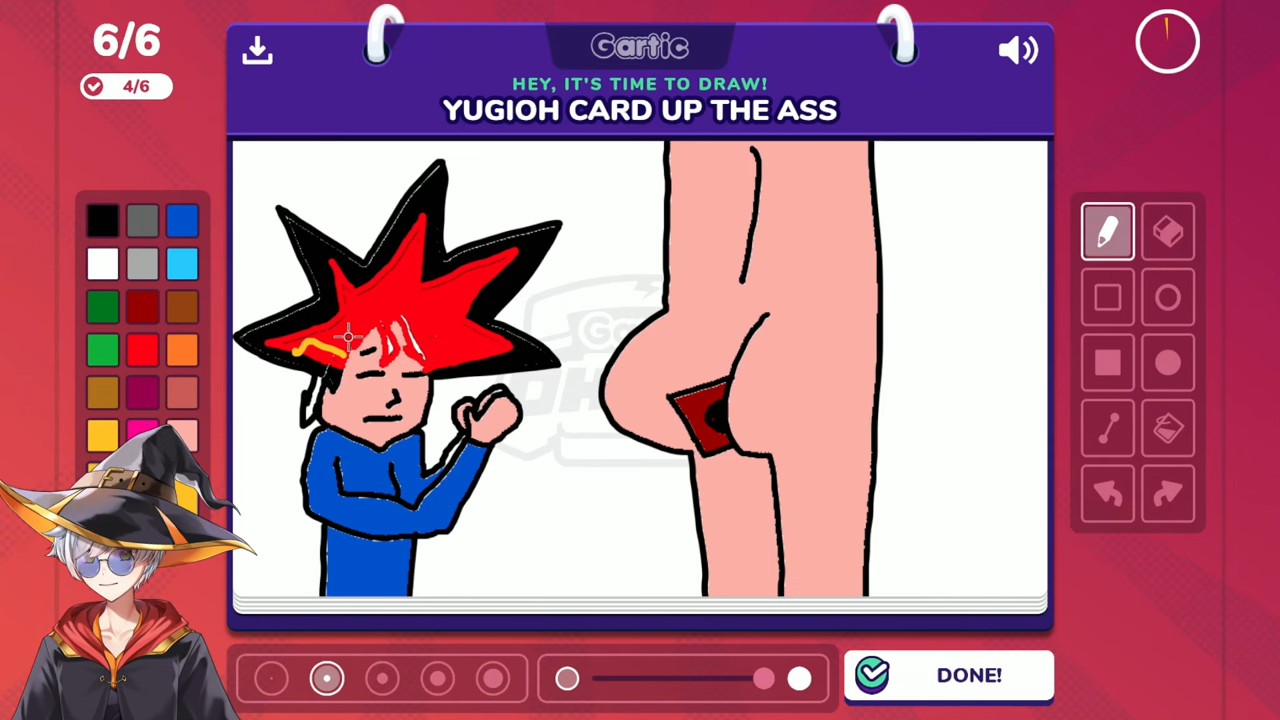 6/6
4/6
Gartic
HEY, IT'S TIME TO DRAW!
YUGIOH CARD UP THE ASS
DONE!